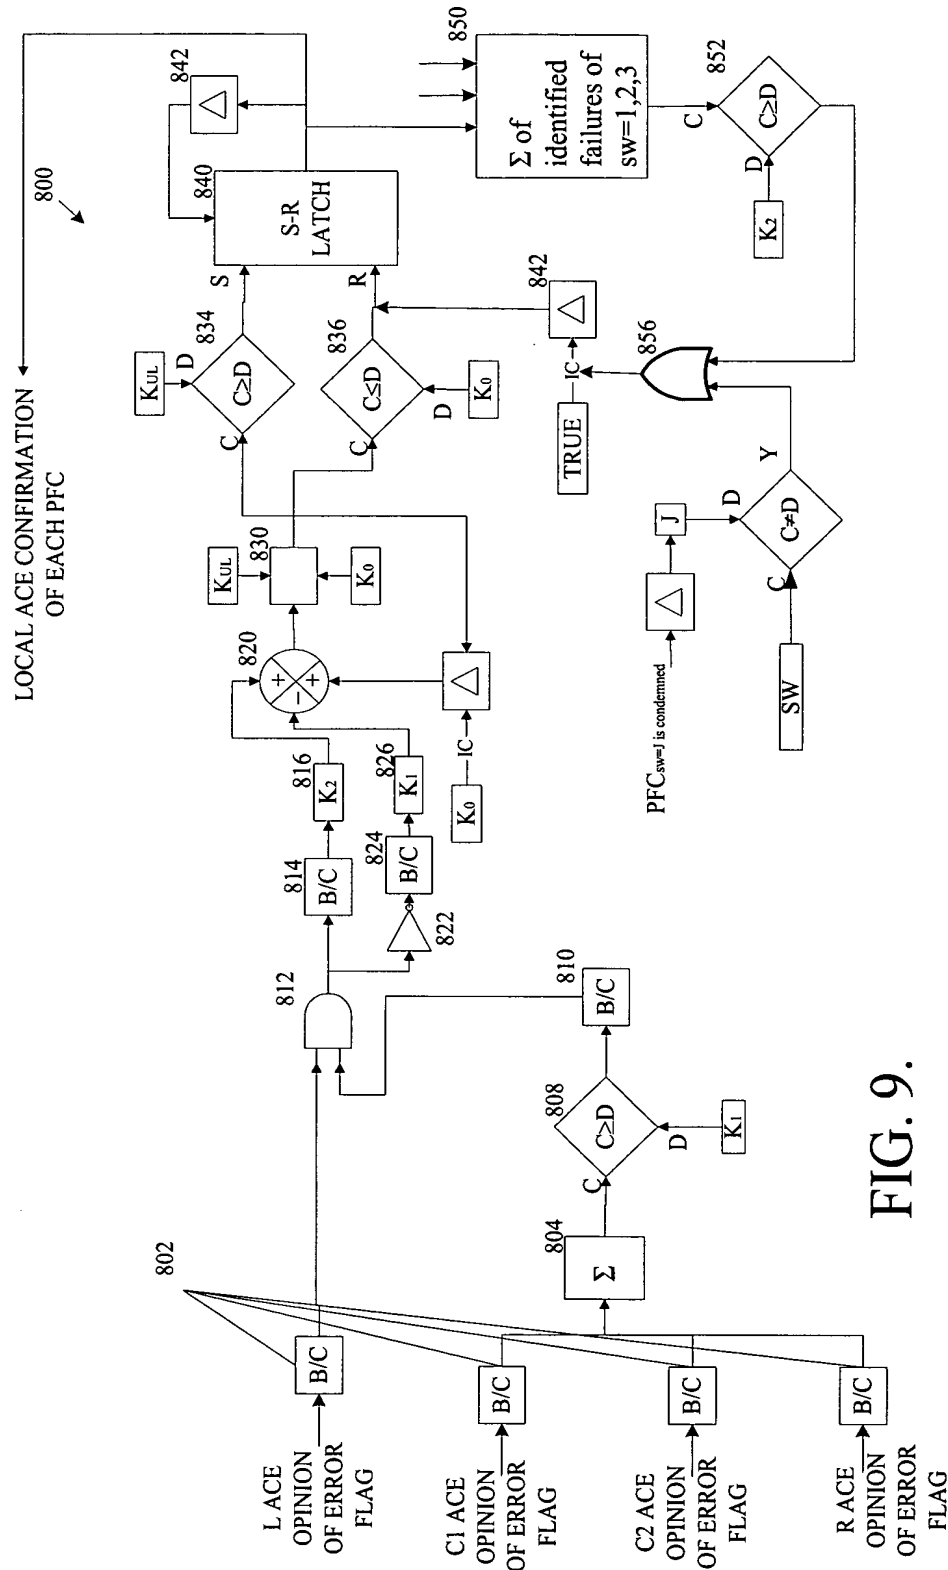 LOCAL ACE CONFIRMATION
OF EACH PFC
800
842
Δ
840
S-R
LATCH
S
R
850
Σ of
identified
failures of
sw=1,2,3
C
852
C≥D
D
K2
KUL
D
834
C≥D
C
836
C≤D
C
D
K0
842
Δ
IC
TRUE
856
Y
C≠D
D
J
Δ
C
SW
PFCsw=J is condemned
KUL
830
K0
820
+
-
+
Δ
IC
K0
816
K2
826
K1
814
B/C
824
B/C
822
812
810
B/C
808
C≥D
C
D
K1
804
Σ
802
B/C
B/C
B/C
B/C
L ACE
OPINION
OF ERROR
FLAG
C1 ACE
OPINION
OF ERROR
FLAG
C2 ACE
OPINION
OF ERROR
FLAG
R ACE
OPINION
OF ERROR
FLAG
FIG. 9.